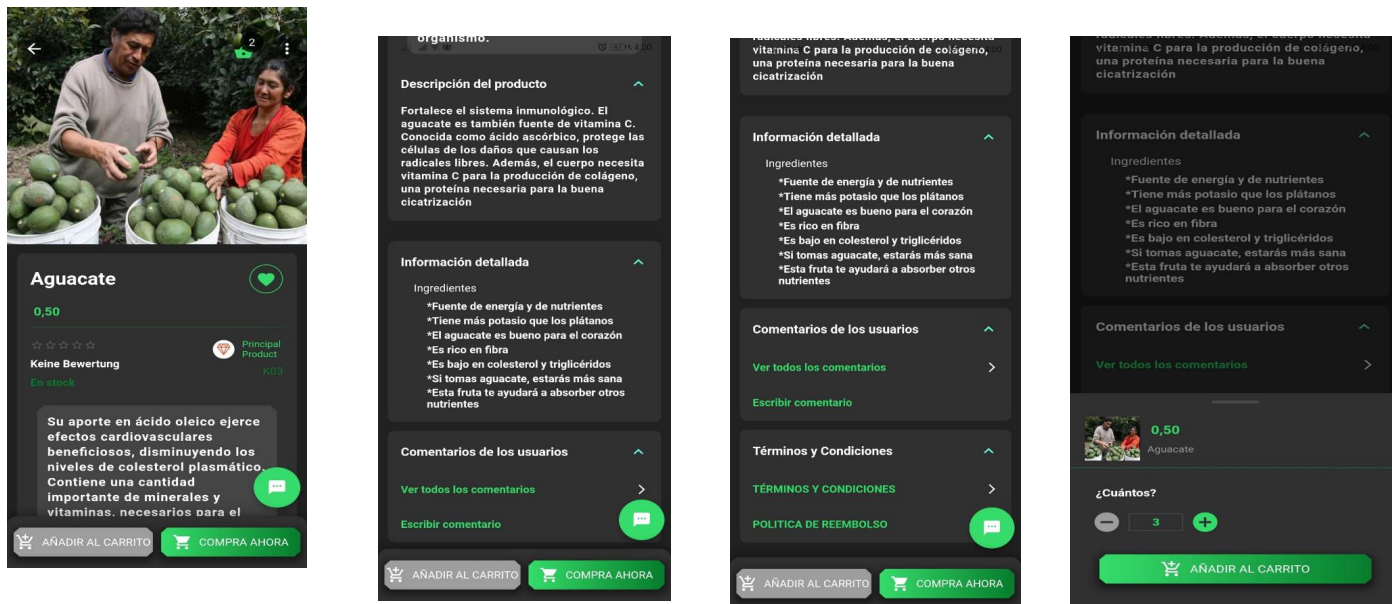 2
Aguacate
0,50
Keine Bewertung
Principal
Product
K03
En stock
Su aporte en ácido oleico ejerce
efectos cardiovasculares
beneficiosos, disminuyendo los
niveles de colesterol plasmático.
Contiene una cantidad
importante de minerales y
vitaminas, necesarios para el
AÑADIR AL CARRITO
COMPRA AHORA
organismo.
4:00
Descripción del producto
Fortalece el sistema inmunológico. El
aguacate es también fuente de vitamina C.
Conocida como ácido ascórbico, protege las
células de los daños que causan los
radicales libres. Además, el cuerpo necesita
vitamina C para la producción de colágeno,
una proteína necesaria para la buena
cicatrización
Información detallada
Ingredientes
*Fuente de energía y de nutrientes
*Tiene más potasio que los plátanos
*El aguacate es bueno para el corazón
*Es rico en fibra
*Es bajo en colesterol y triglicéridos
*Si tomas aguacate, estarás más sana
*Esta fruta te ayudará a absorber otros
nutrientes
Comentarios de los usuarios
Ver todos los comentarios
Escribir comentario
AÑADIR AL CARRITO
COMPRA AHORA
radicales libres. Además, el cuerpo necesita
vitamina C para la producción de colágeno,
una proteína necesaria para la buena
cicatrización
Información detallada
Ingredientes
*Fuente de energía y de nutrientes
*Tiene más potasio que los plátanos
*El aguacate es bueno para el corazón
*Es rico en fibra
*Es bajo en colesterol y triglicéridos
*Si tomas aguacate, estarás más sana
*Esta fruta te ayudará a absorber otros
nutrientes
Comentarios de los usuarios
Ver todos los comentarios
Escribir comentario
Términos y Condiciones
TÉRMINOS Y CONDICIONES
POLITICA DE REEMBOLSO
AÑADIR AL CARRITO
COMPRA AHORA
radicales libres. Además, el cuerpo necesita
vitamina C para la producción de colágeno,
una proteína necesaria para la buena
cicatrización
Información detallada
Ingredientes
*Fuente de energía y de nutrientes
*Tiene más potasio que los plátanos
*El aguacate es bueno para el corazón
*Es rico en fibra
*Es bajo en colesterol y triglicéridos
*Si tomas aguacate, estarás más sana
*Esta fruta te ayudará a absorber otros
nutrientes
Comentarios de los usuarios
Ver todos los comentarios
0,50
Aguacate
¿Cuántos?
3
AÑADIR AL CARRITO